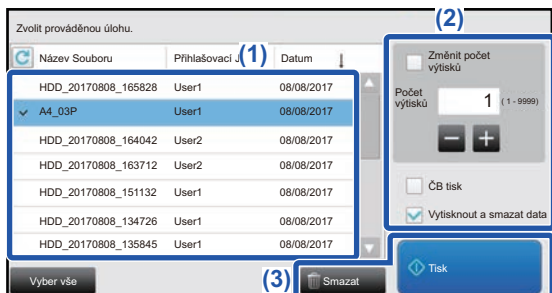 (2)
Zvolit prováděnou úlohu.
Název Souboru Přihlašovací J Datum
(1)
HDD_20170808_165828 User1 08/08/2017
A4_03P User1 08/08/2017
HDD_20170808_164042 User2 08/08/2017
HDD_20170808_163712 User2 08/08/2017
HDD_20170808_151132 User1 08/08/2017
HDD_20170808_134726 User1 08/08/2017
HDD_20170808_135845 User1 08/08/2017
Změnit počet
výtisků
Počet
výtisků
1 (1 - 9999)
ČB tisk
Vytisknout a smazat data
Vyber vše
(3)
Smazat
Tisk